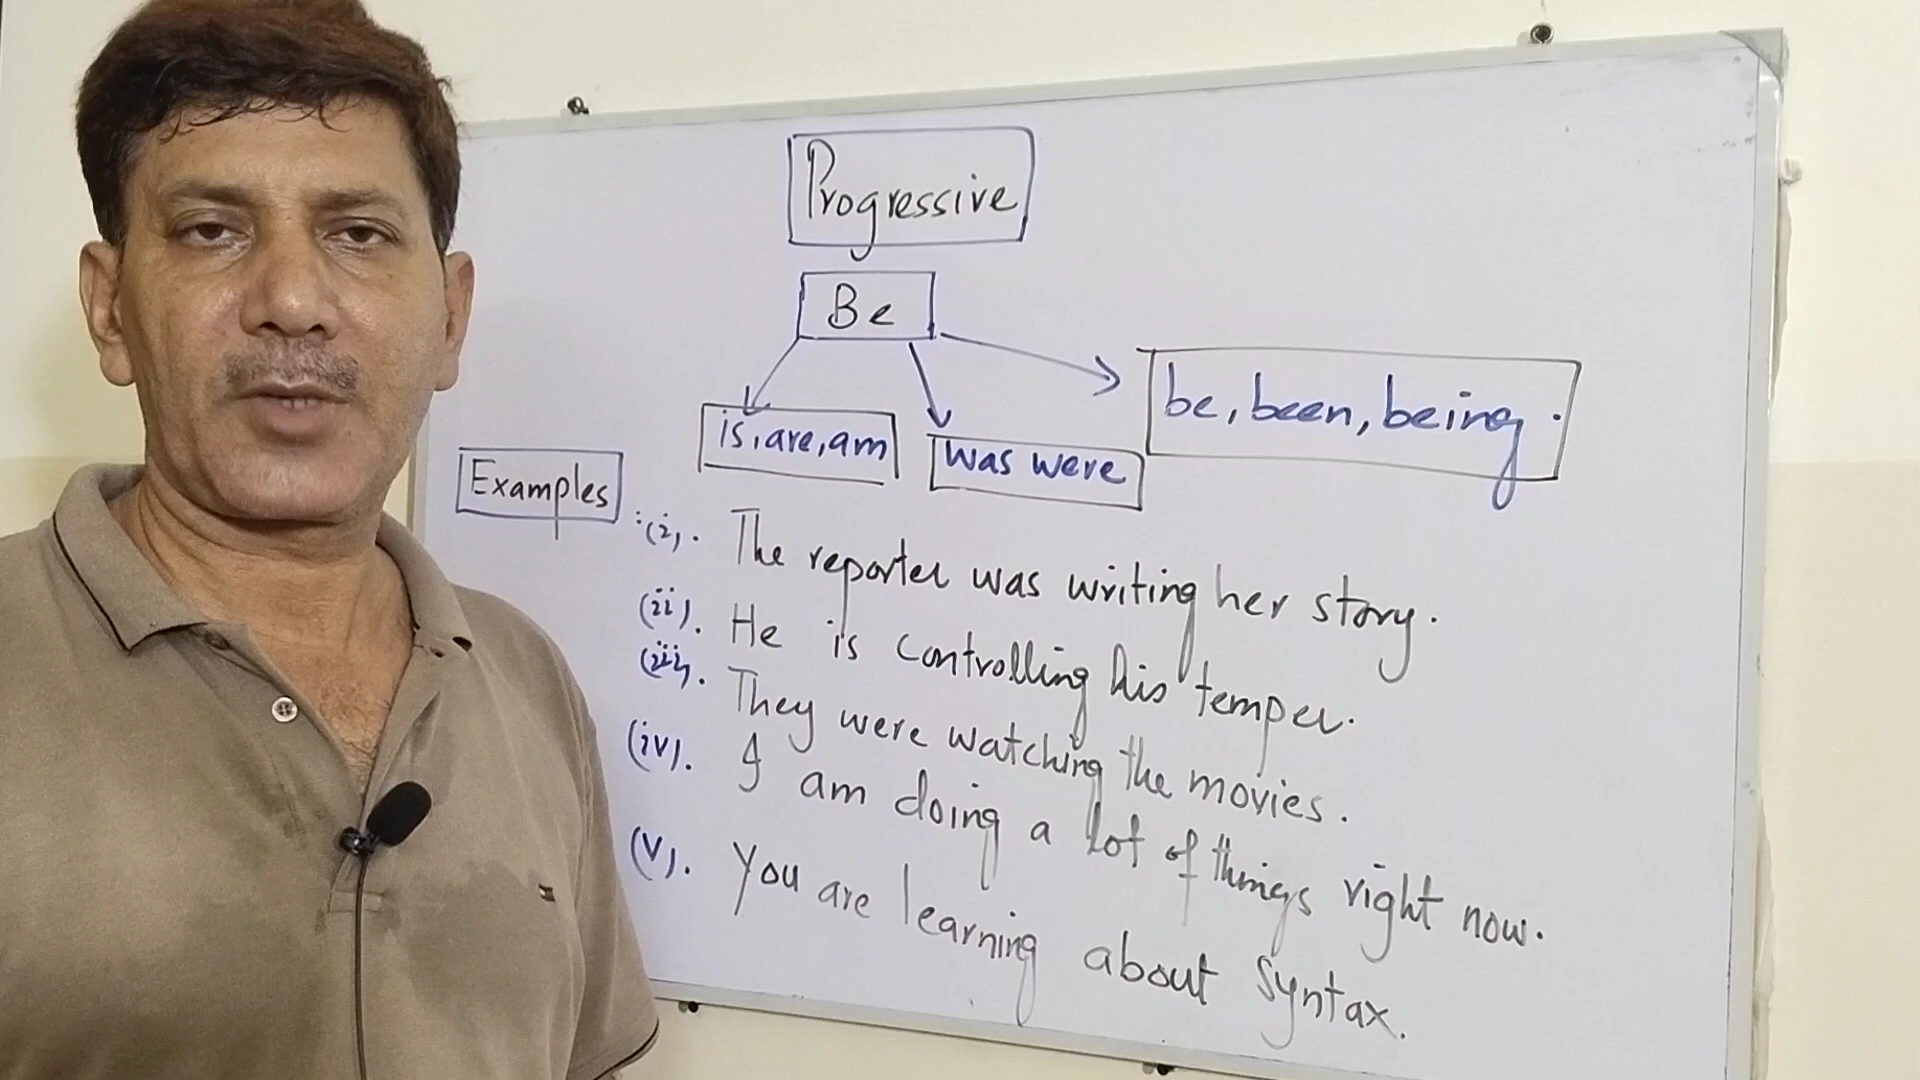 Progressive
Be
is, are, am
was were
be, been, being.
Examples
(i). The reporter was writing her story.
(ii). He is controlling his temper.
(iii). They were watching the movies.
(iv). I am doing a lot of things right now.
(v). You are learning about syntax.